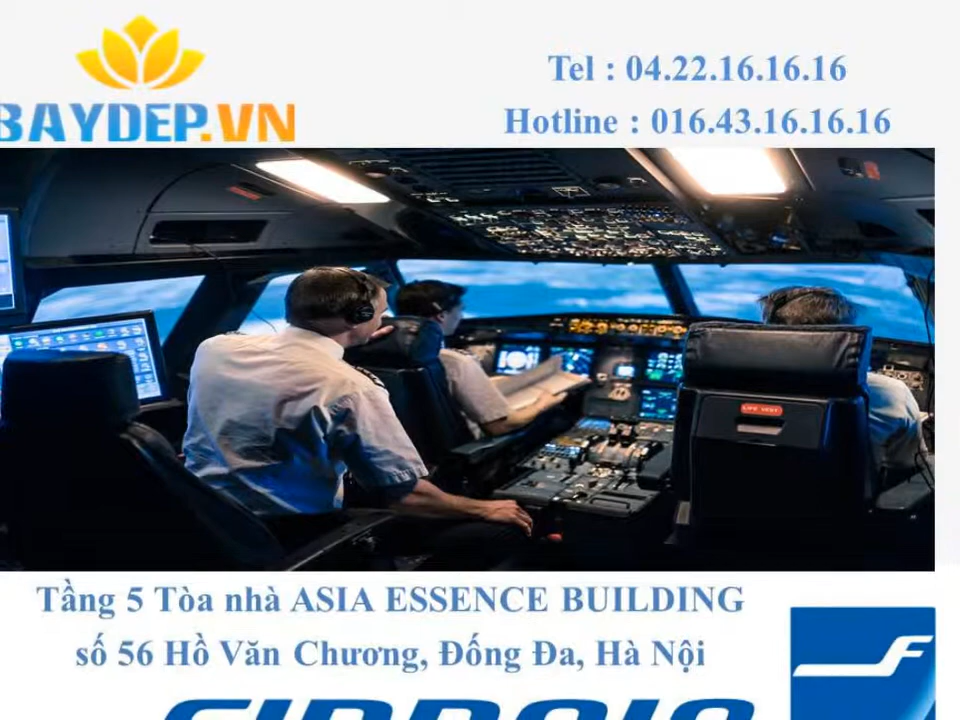 BAYDEP.VN
Tel : 04.22.16.16.16
Hotline : 016.43.16.16.16
LIFE VEST
Tầng 5 Tòa nhà ASIA ESSENCE BUILDING
số 56 Hồ Văn Chương, Đống Đa, Hà Nội
FINNAIR